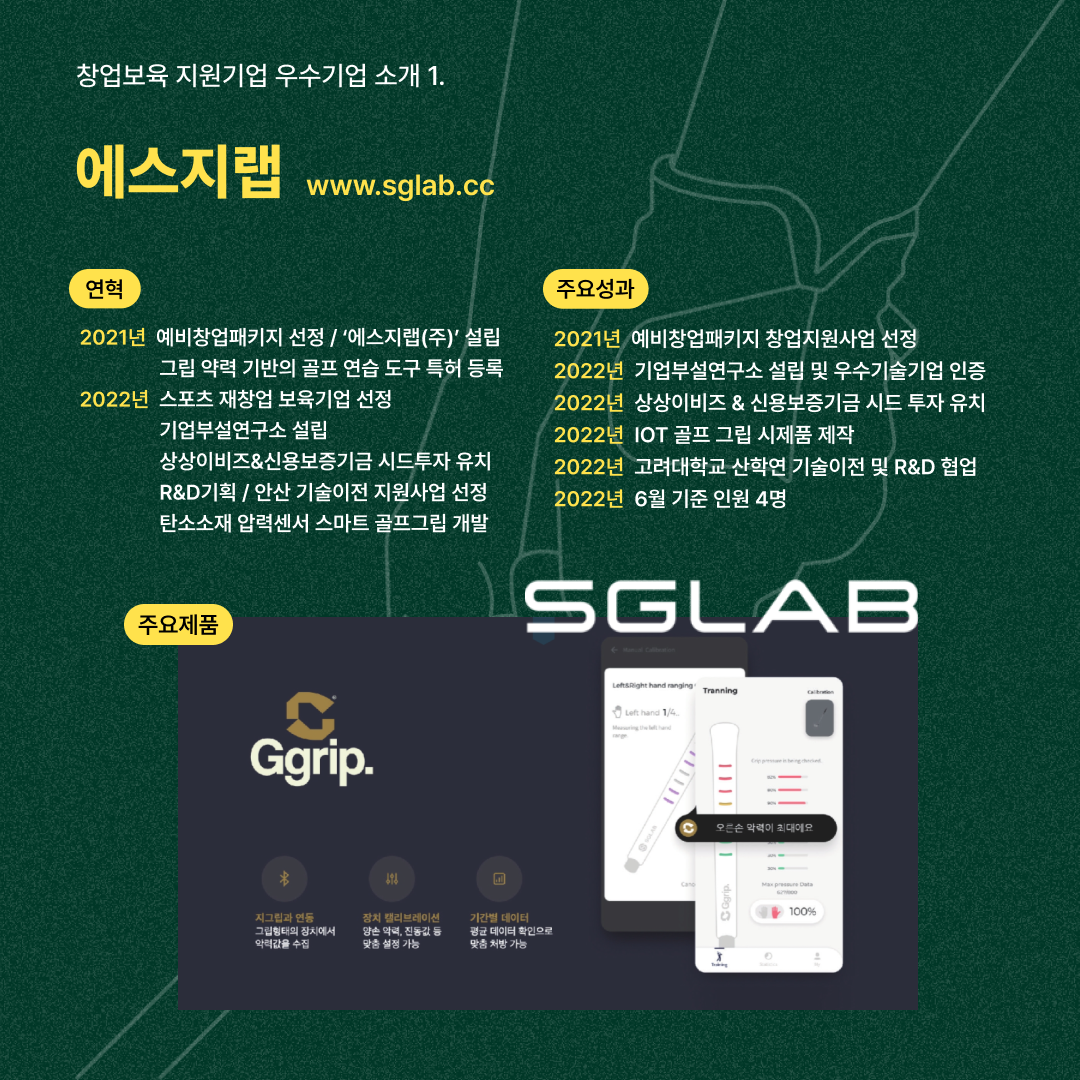 창업보육 지원기업 우수기업 소개 1.
에스지랩 www.sglab.cc
연혁
2021년 예비창업패키지 선정 / ‘에스지랩(주)’ 설립
그립 악력 기반의 골프 연습 도구 특허 등록
2022년 스포츠 재창업 보육기업 선정
기업부설연구소 설립
상상이비즈&신용보증기금 시드투자 유치
R&D기획 / 안산 기술이전 지원사업 선정
탄소소재 압력센서 스마트 골프그립 개발
주요성과
2021년 예비창업패키지 창업지원사업 선정
2022년 기업부설연구소 설립 및 우수기술기업 인증
2022년 상상이비즈 & 신용보증기금 시드 투자 유치
2022년 IOT 골프 그립 시제품 제작
2022년 고려대학교 산학연 기술이전 및 R&D 협업
2022년 6월 기준 인원 4명
주요제품
SGLAB
Ggrip.
지그립과 연동
그립형태의 장치에서
악력값을 수집
장치 캘리브레이션
양손 악력, 진동값 등
맞춤 설정 가능
기간별 데이터
평균 데이터 확인으로
맞춤 처방 가능
Manual Calibration
Left&Right hand ranging
Left hand 1/4..
Measuring the left hand
range.
SGLAB
Tranning
Calibration
Grip pressure is being checked.
오른손 악력이 최대에요
Ggrip.
Max pressure Data
100%
Training